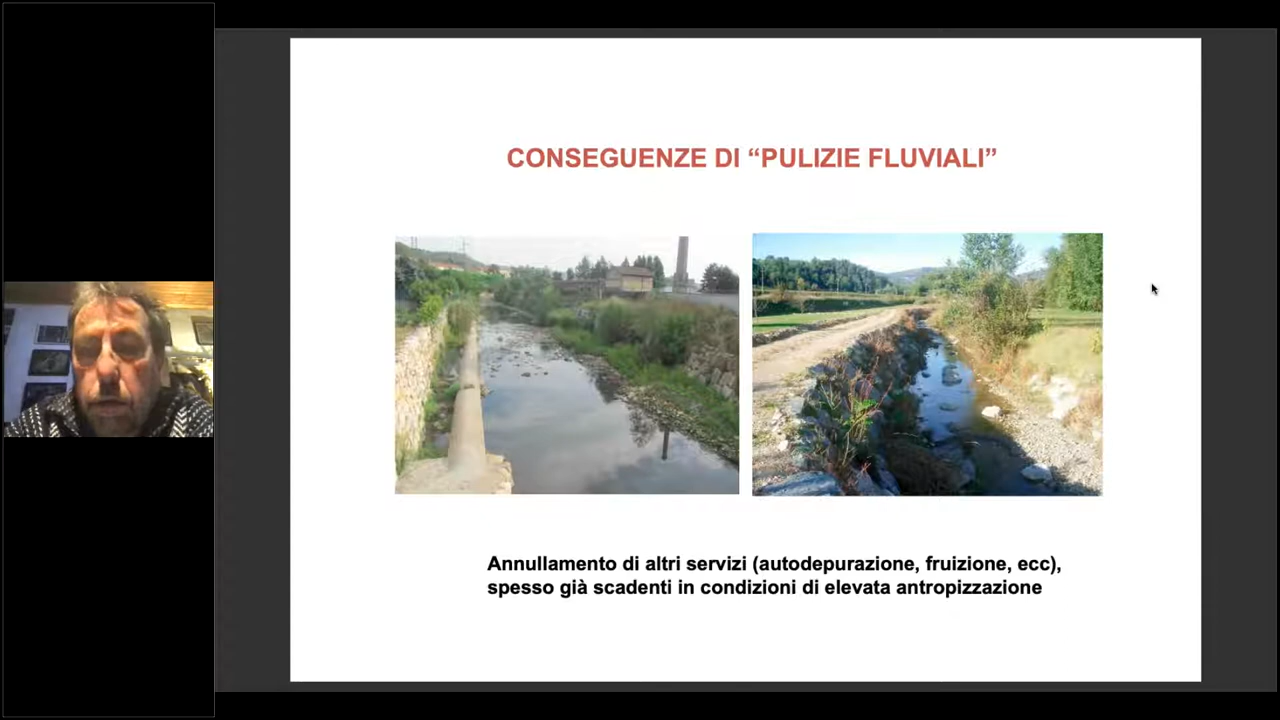 CONSEGUENZE DI “PULIZIE FLUVIALI”
Annullamento di altri servizi (autodepurazione, fruizione, ecc),
spesso già scadenti in condizioni di elevata antropizzazione